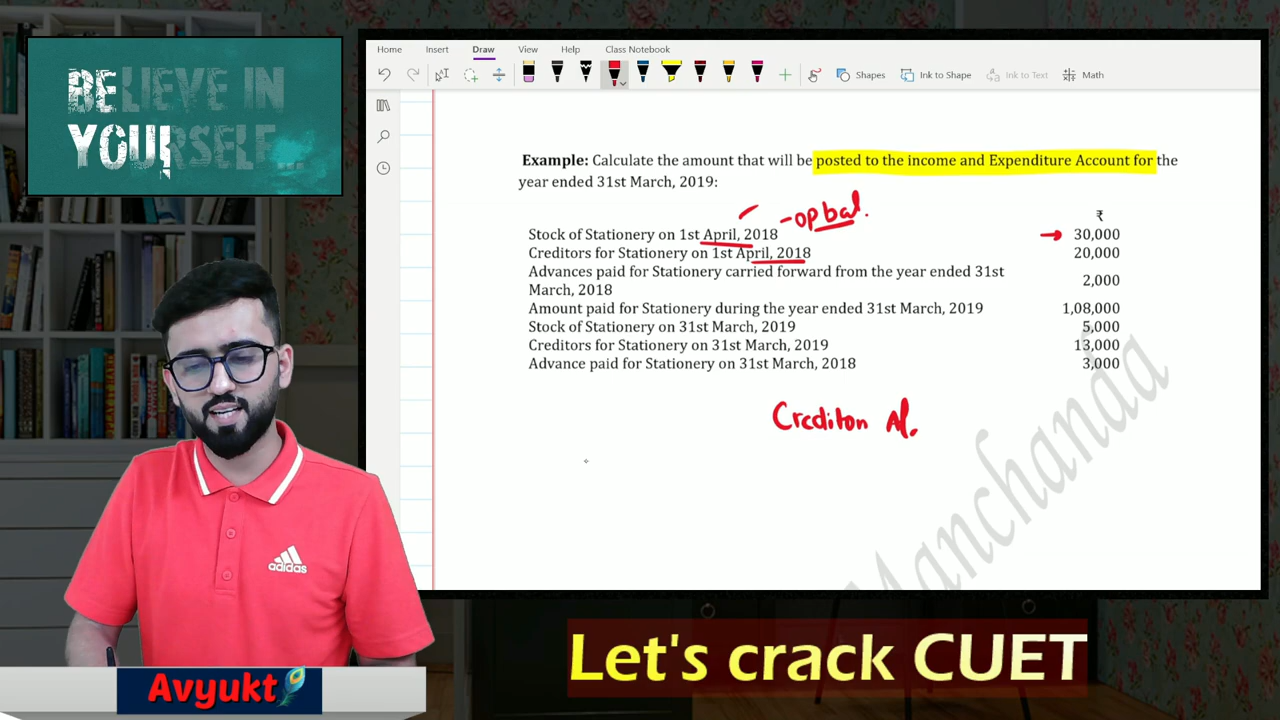 BELIEVE IN
YOURSELF...
Home Insert Draw View Help Class Notebook
Shapes Ink to Shape Ink to Text Math
Example: Calculate the amount that will be posted to the income and Expenditure Account for the
year ended 31st March, 2019:
-op bal.
₹
Stock of Stationery on 1st April, 2018 30,000
Creditors for Stationery on 1st April, 2018 20,000
Advances paid for Stationery carried forward from the year ended 31st
March, 2018 2,000
Amount paid for Stationery during the year ended 31st March, 2019 1,08,000
Stock of Stationery on 31st March, 2019 5,000
Creditors for Stationery on 31st March, 2019 13,000
Advance paid for Stationery on 31st March, 2018 3,000
Manchanda
adidas
Let's crack CUET
Avyukt